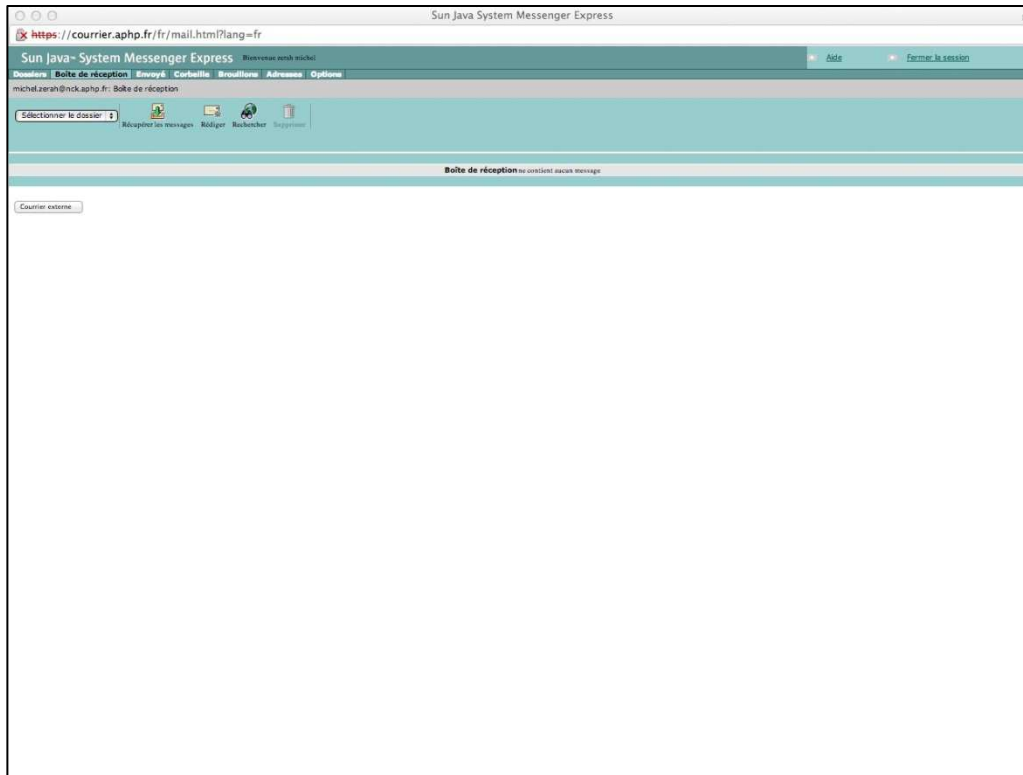 Sun Java System Messenger Express
https://courrier.aphp.fr/fr/mail.html?lang=fr
Sun Java™ System Messenger Express Bienvenue zerah michel Aide Fermer la session
Dossiers Boîte de réception Envoyé Corbeille Brouillons Adresses Options
michel.zerah@nck.aphp.fr: Boîte de réception
Sélectionner le dossier
Récupérer les messages Rédiger Rechercher Supprimer
Boîte de réception ne contient aucun message
Courrier externe